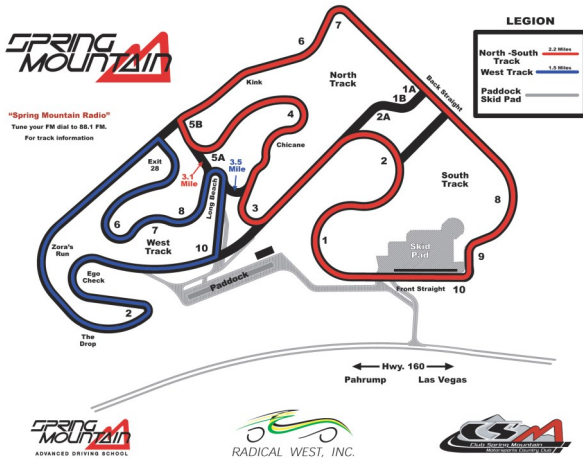 SPRING
MOUNTAIN
"Spring Mountain Radio"
Tune your FM dial to 88.1 FM.
For track information
LEGION
North -South
Track
2.2 Miles
West Track
1.5 Miles
Paddock
Skid Pad
7
6
Kink
North
Track
1A
1B
2A
Back Straight
5B
4
Chicane
5A
3.1
Mile
3.5
Mile
Exit
28
Long Beach
2
South
Track
8
3
6
7
8
West
Track
10
Zora's
Run
Ego
Check
2
The
Drop
Paddock
1
Skid
Pad
9
Front Straight
10
Hwy. 160
Pahrump
Las Vegas
SPRING
MOUNTAIN
ADVANCED DRIVING SCHOOL
RADICAL WEST, INC.
CSM
Club Spring Mountain
Motorsports Country Club